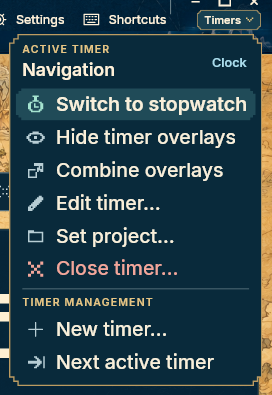 Settings Shortcuts Timers
ACTIVE TIMER
Navigation Clock
Switch to stopwatch
Hide timer overlays
Combine overlays
Edit timer...
Set project...
Close timer...
TIMER MANAGEMENT
New timer...
Next active timer